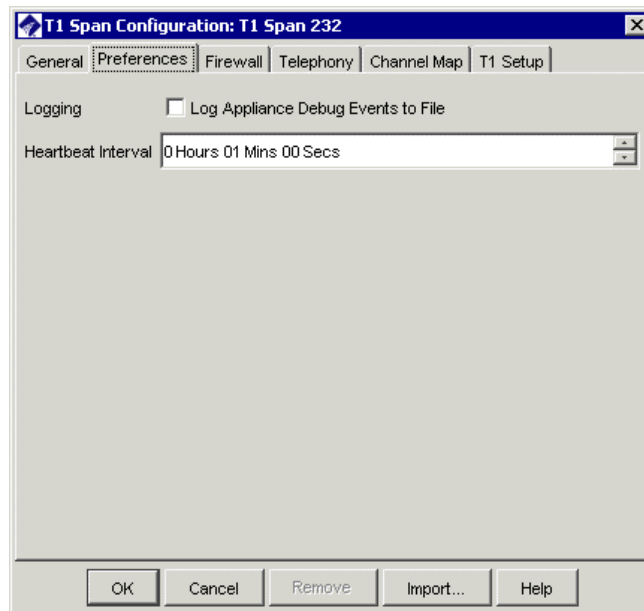 T1 Span Configuration: T1 Span 232
General Preferences Firewall Telephony Channel Map T1 Setup
Logging Log Appliance Debug Events to File
Heartbeat Interval 0 Hours 01 Mins 00 Secs
OK Cancel Remove Import... Help